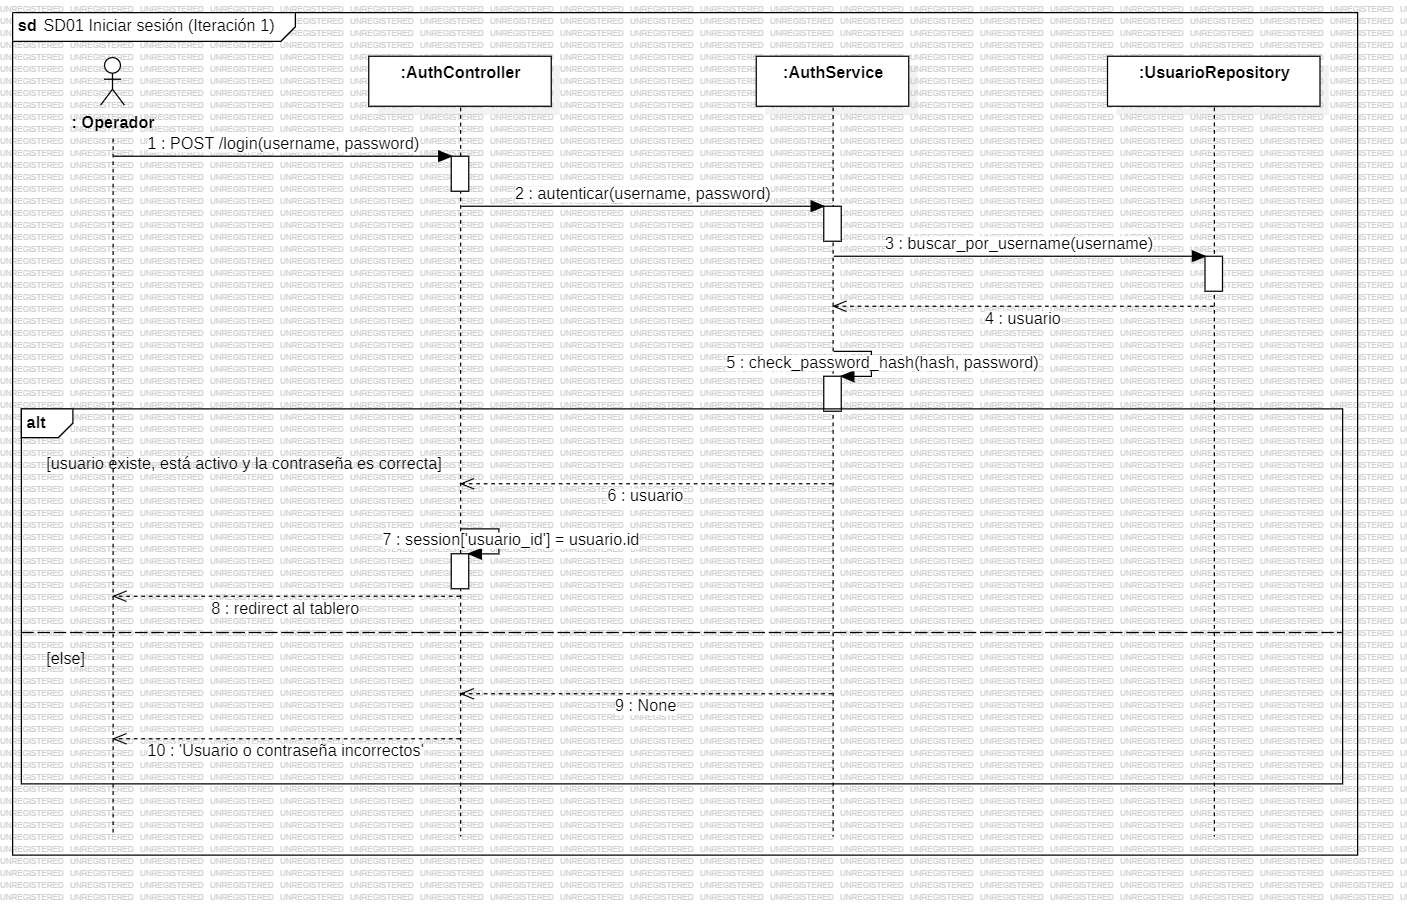 sd SD01 Iniciar sesión (Iteración 1)
:AuthController
:AuthService
:UsuarioRepository
: Operador
1 : POST /login(username, password)
2 : autenticar(username, password)
3 : buscar_por_username(username)
4 : usuario
5 : check_password_hash(hash, password)
alt
[usuario existe, está activo y la contraseña es correcta]
6 : usuario
7 : session['usuario_id'] = usuario.id
8 : redirect al tablero
[else]
9 : None
10 : 'Usuario o contraseña incorrectos'
UNREGISTERED